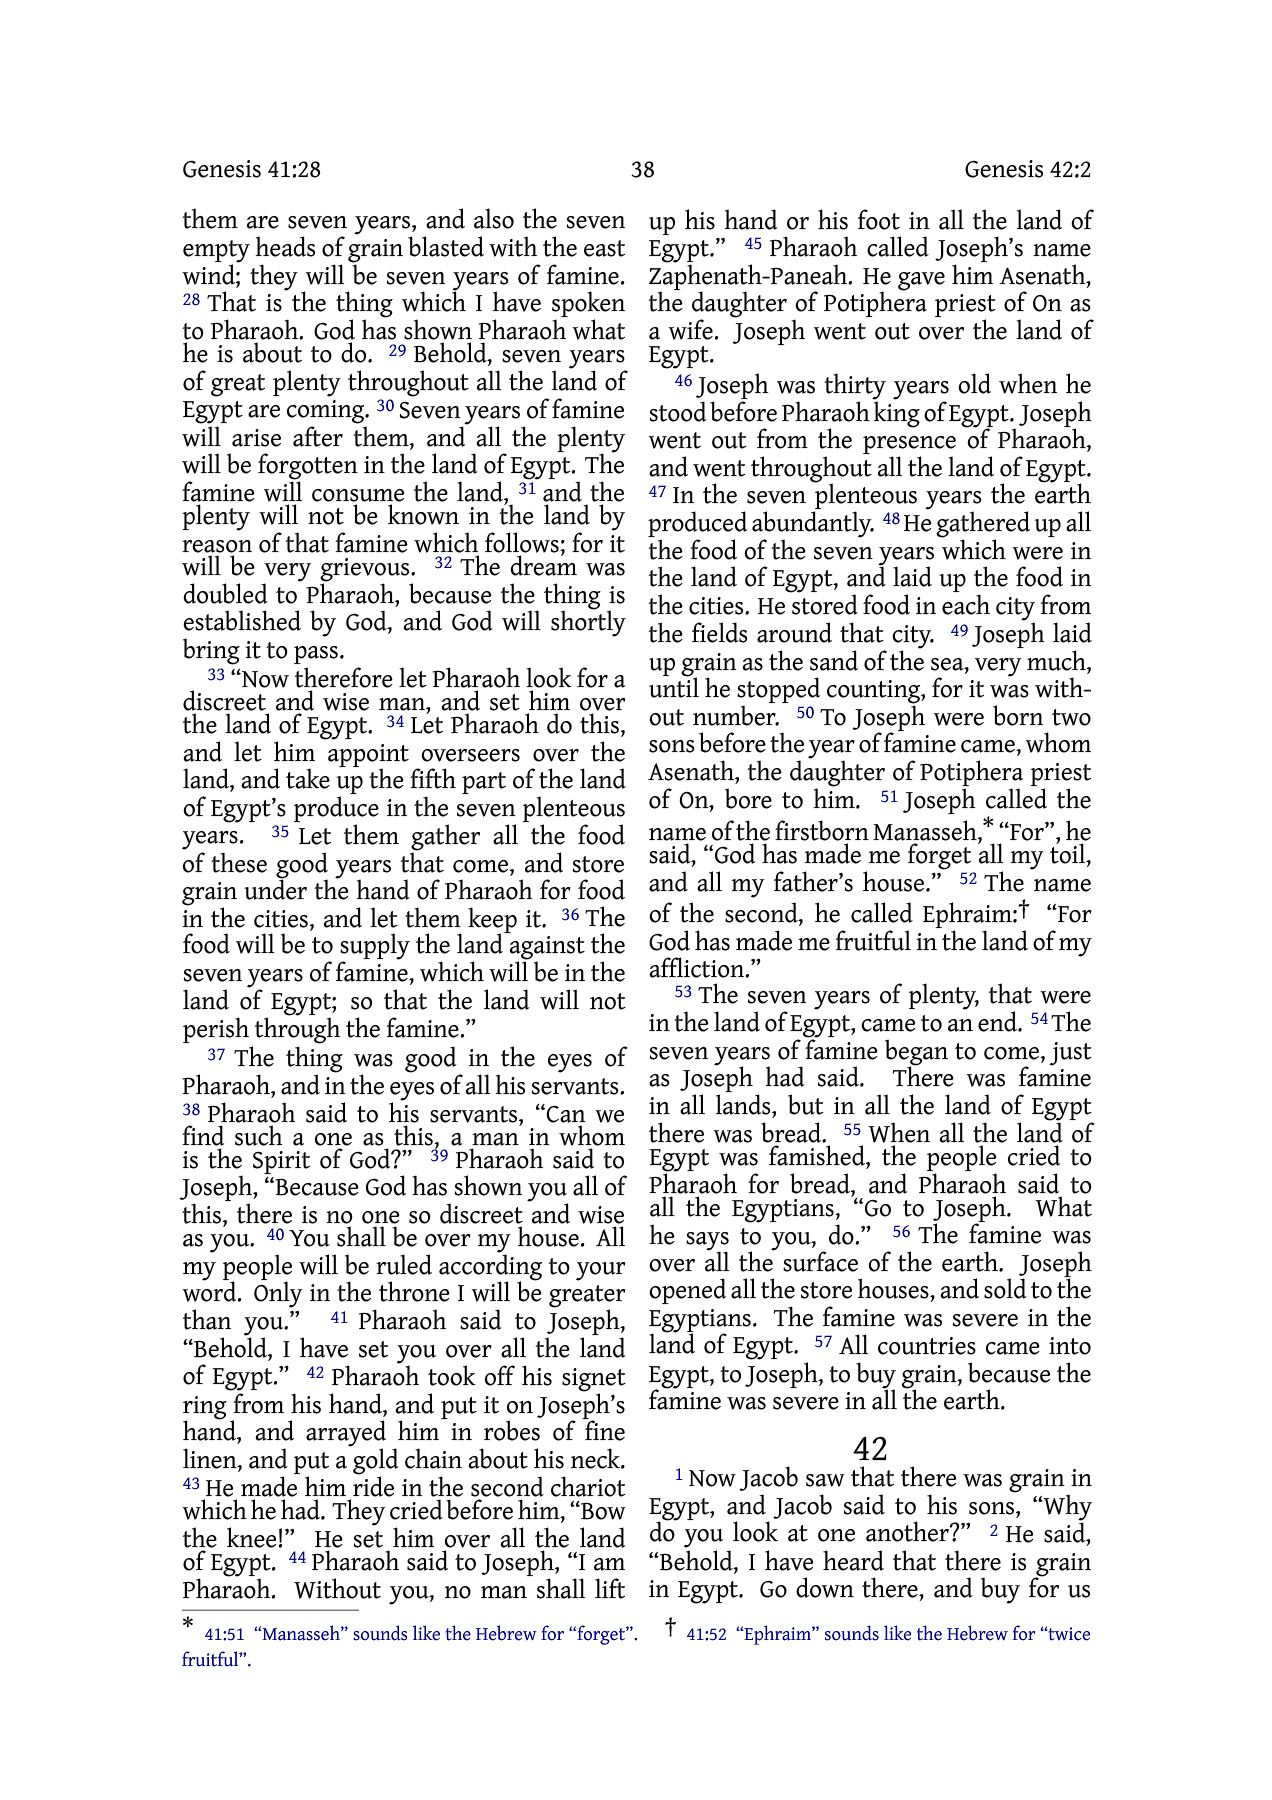 Genesis 41:28 38 Genesis 42:2
them are seven years, and also the seven
empty heads of grain blasted with the east
wind; they will be seven years of famine.
28 That is the thing which I have spoken
to Pharaoh. God has shown Pharaoh what
he is about to do. 29 Behold, seven years
of great plenty throughout all the land of
Egypt are coming. 30 Seven years of famine
will arise after them, and all the plenty
will be forgotten in the land of Egypt. The
famine will consume the land, 31 and the
plenty will not be known in the land by
reason of that famine which follows; for it
will be very grievous. 32 The dream was
doubled to Pharaoh, because the thing is
established by God, and God will shortly
bring it to pass.
33 “Now therefore let Pharaoh look for a
discreet and wise man, and set him over
the land of Egypt. 34 Let Pharaoh do this,
and let him appoint overseers over the
land, and take up the fifth part of the land
of Egypt’s produce in the seven plenteous
years. 35 Let them gather all the food
of these good years that come, and store
grain under the hand of Pharaoh for food
in the cities, and let them keep it. 36 The
food will be to supply the land against the
seven years of famine, which will be in the
land of Egypt; so that the land will not
perish through the famine.”
37 The thing was good in the eyes of
Pharaoh, and in the eyes of all his servants.
38 Pharaoh said to his servants, “Can we
find such a one as this, a man in whom
is the Spirit of God?” 39 Pharaoh said to
Joseph, “Because God has shown you all of
this, there is no one so discreet and wise
as you. 40 You shall be over my house. All
my people will be ruled according to your
word. Only in the throne I will be greater
than you.” 41 Pharaoh said to Joseph,
“Behold, I have set you over all the land
of Egypt.” 42 Pharaoh took off his signet
ring from his hand, and put it on Joseph’s
hand, and arrayed him in robes of fine
linen, and put a gold chain about his neck.
43 He made him ride in the second chariot
which he had. They cried before him, “Bow
the knee!” He set him over all the land
of Egypt. 44 Pharaoh said to Joseph, “I am
Pharaoh. Without you, no man shall lift
up his hand or his foot in all the land of
Egypt.” 45 Pharaoh called Joseph’s name
Zaphenath-Paneah. He gave him Asenath,
the daughter of Potiphera priest of On as
a wife. Joseph went out over the land of
Egypt.
46 Joseph was thirty years old when he
stood before Pharaoh king of Egypt. Joseph
went out from the presence of Pharaoh,
and went throughout all the land of Egypt.
47 In the seven plenteous years the earth
produced abundantly. 48 He gathered up all
the food of the seven years which were in
the land of Egypt, and laid up the food in
the cities. He stored food in each city from
the fields around that city. 49 Joseph laid
up grain as the sand of the sea, very much,
until he stopped counting, for it was with-
out number. 50 To Joseph were born two
sons before the year of famine came, whom
Asenath, the daughter of Potiphera priest
of On, bore to him. 51 Joseph called the
name of the firstborn Manasseh,* “For”, he
said, “God has made me forget all my toil,
and all my father’s house.” 52 The name
of the second, he called Ephraim:† “For
God has made me fruitful in the land of my
affliction.”
53 The seven years of plenty, that were
in the land of Egypt, came to an end. 54 The
seven years of famine began to come, just
as Joseph had said. There was famine
in all lands, but in all the land of Egypt
there was bread. 55 When all the land of
Egypt was famished, the people cried to
Pharaoh for bread, and Pharaoh said to
all the Egyptians, “Go to Joseph. What
he says to you, do.” 56 The famine was
over all the surface of the earth. Joseph
opened all the store houses, and sold to the
Egyptians. The famine was severe in the
land of Egypt. 57 All countries came into
Egypt, to Joseph, to buy grain, because the
famine was severe in all the earth.
42
1 Now Jacob saw that there was grain in
Egypt, and Jacob said to his sons, “Why
do you look at one another?” 2 He said,
“Behold, I have heard that there is grain
in Egypt. Go down there, and buy for us
* 41:51 “Manasseh” sounds like the Hebrew for “forget”. † 41:52 “Ephraim” sounds like the Hebrew for “twice
fruitful”.